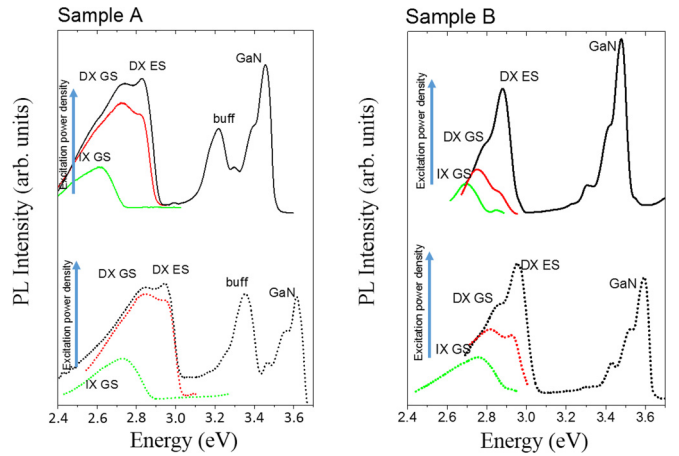 Sample A
DX GS
DX ES
GaN
buff
IX GS
Excitation power density
DX GS
DX ES
buff
GaN
IX GS
Excitation power density
PL Intensity (arb. units)
2.4 2.6 2.8 3.0 3.2 3.4 3.6
Energy (eV)
Sample B
GaN
DX ES
DX GS
IX GS
Excitation power density
DX ES
GaN
DX GS
IX GS
Excitation power density
PL Intensity (arb. units)
2.4 2.6 2.8 3.0 3.2 3.4 3.6
Energy (eV)